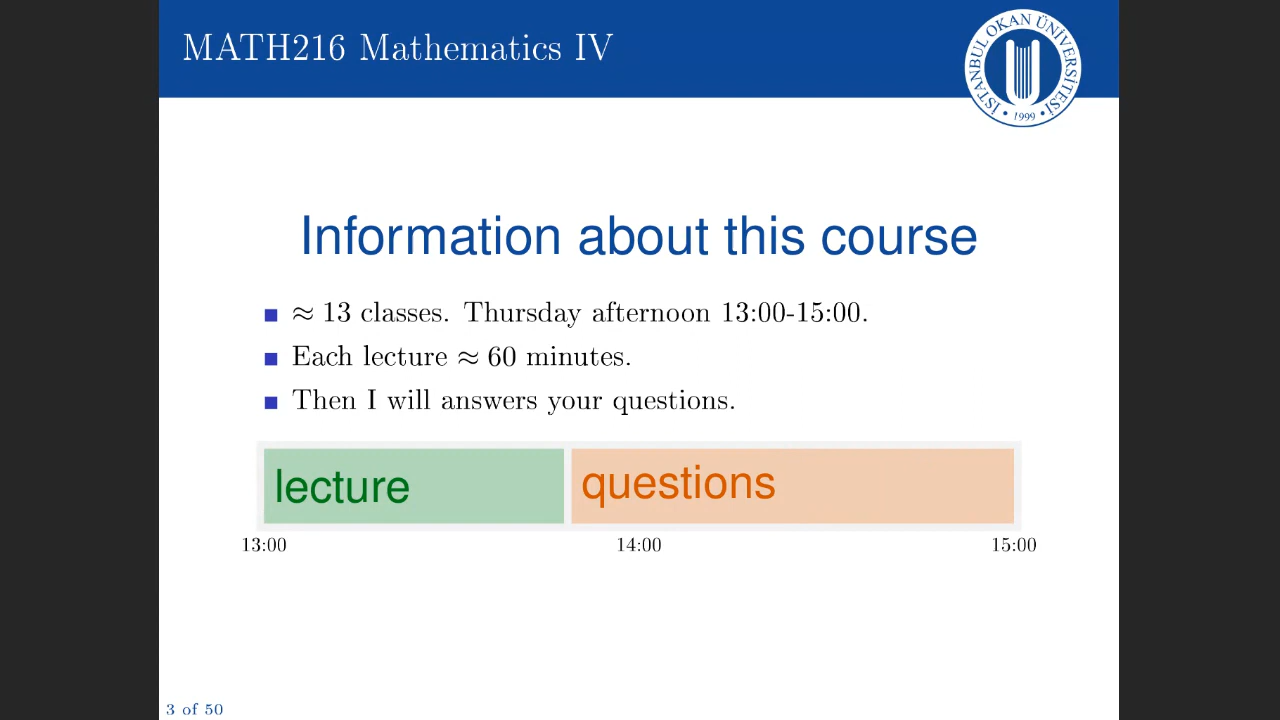 MATH216 Mathematics IV
İSTANBUL OKAN ÜNİVERSİTESİ
• 1999 •
Information about this course
≈ 13 classes. Thursday afternoon 13:00-15:00.
Each lecture ≈ 60 minutes.
Then I will answers your questions.
lecture
questions
13:00
14:00
15:00
3 of 50